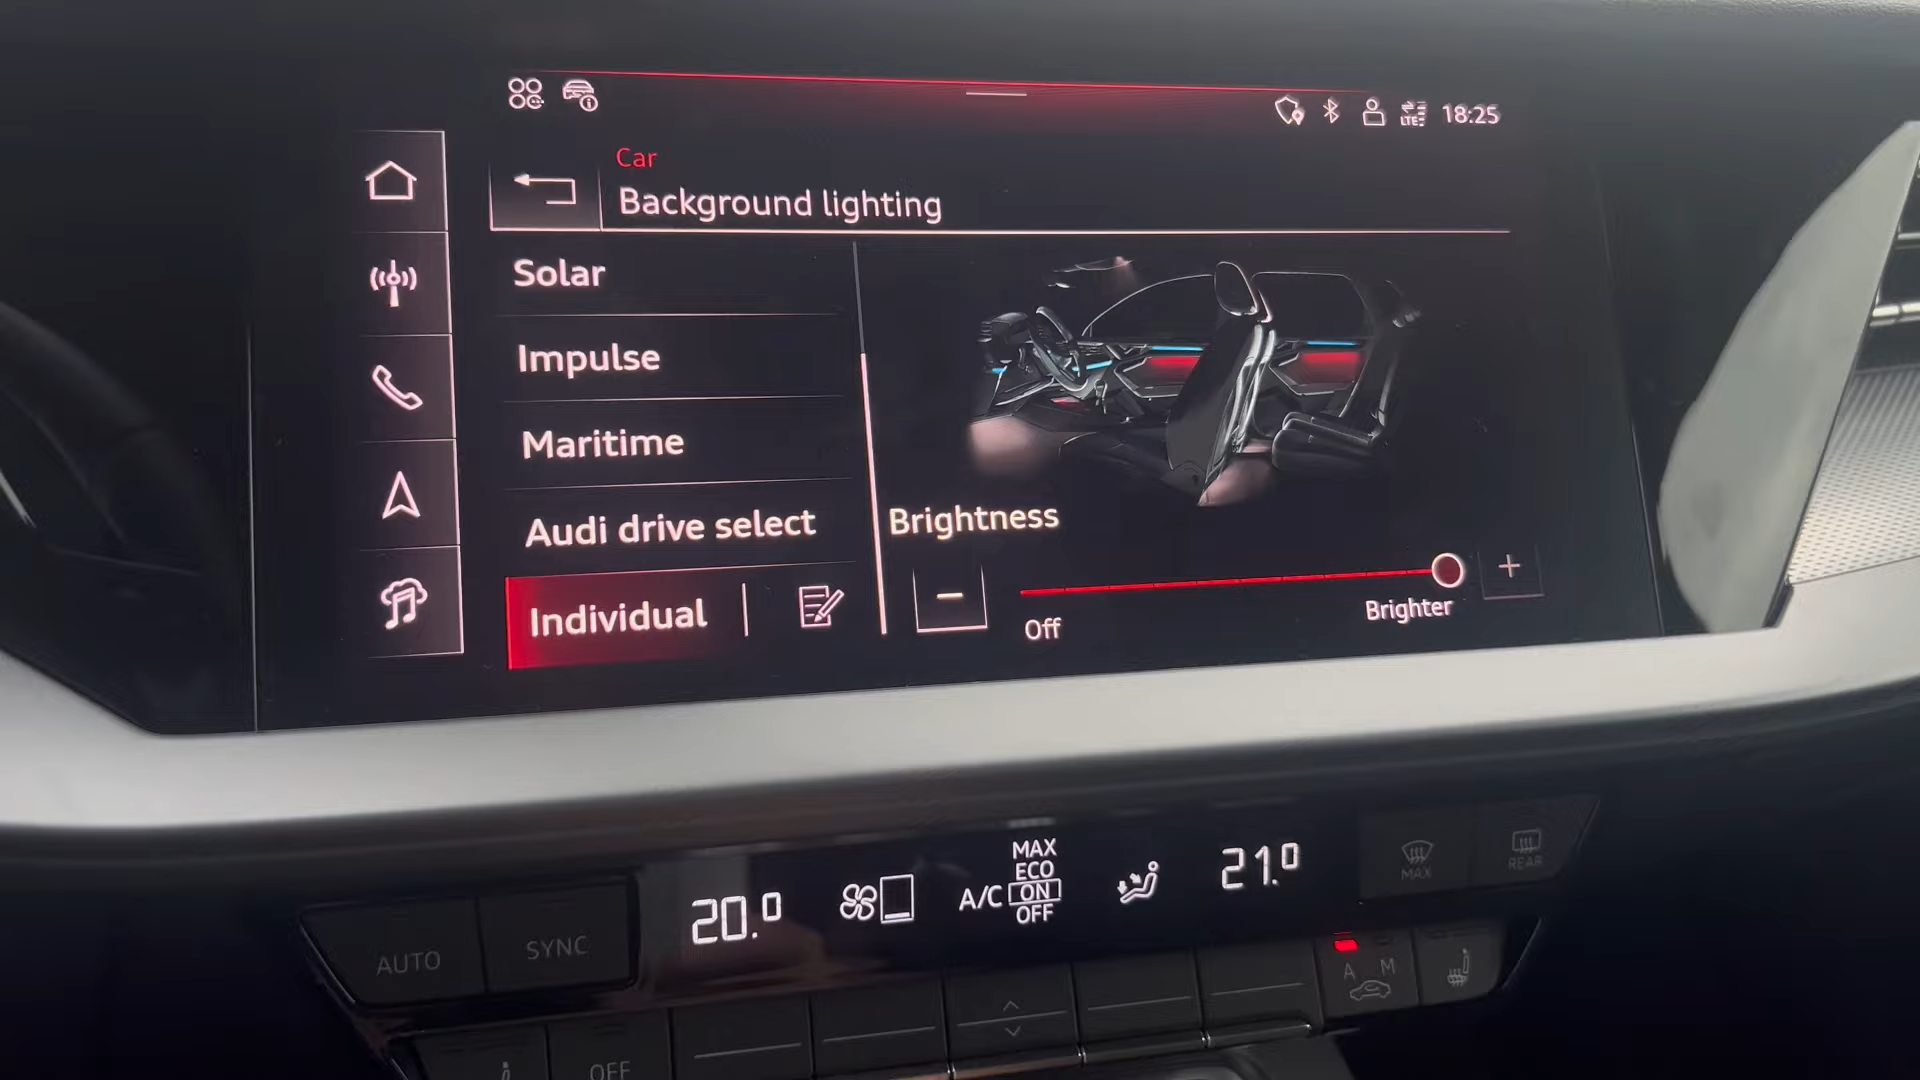 LTE
18:25
Car
Background lighting
Solar
Impulse
Maritime
Audi drive select
Individual
Brightness
Off
Brighter
20.0
A/C
MAX
ECO
ON
OFF
21.0
MAX
REAR
AUTO
SYNC
A M
OFF